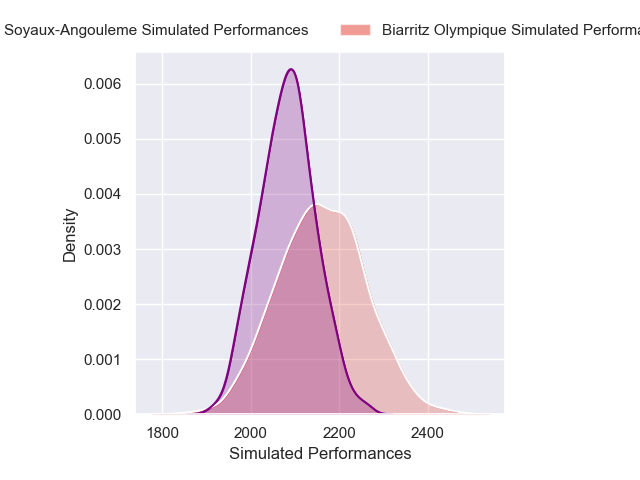 Soyaux-Angouleme Simulated Performances
Biarritz Olympique Simulated Performa
0.006
0.005
0.004
0.003
0.002
0.001
0.000
Density
1800 2000 2200 2400
Simulated Performances